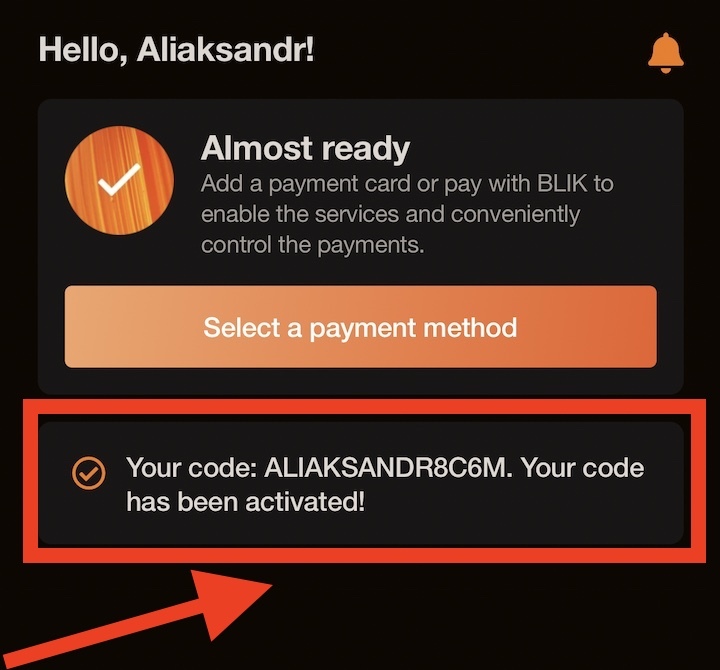 Hello, Aliaksandr!
Almost ready
Add a payment card or pay with BLIK to
enable the services and conveniently
control the payments.
Select a payment method
Your code: ALIAKSANDR8C6M. Your code
has been activated!